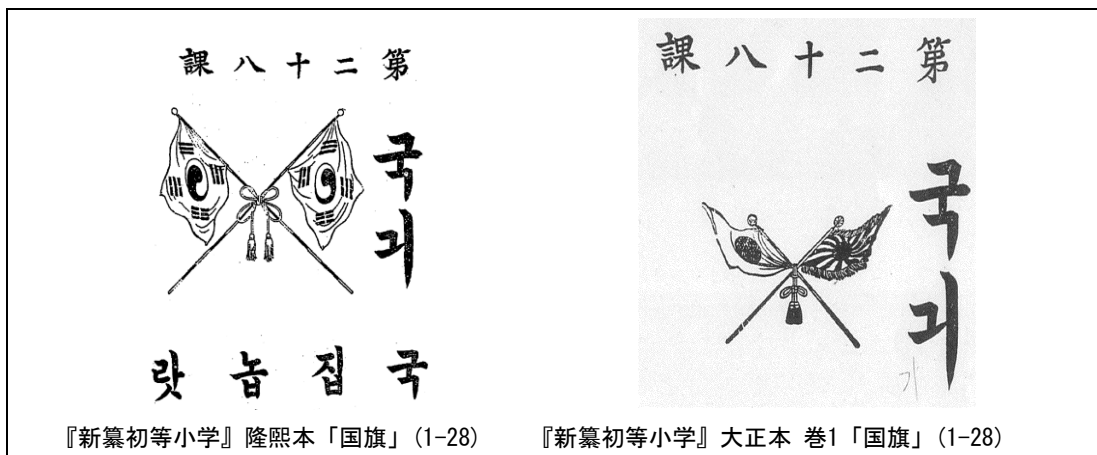 第二十八課
국긔
국 집 놉 랏
『新纂初等小学』隆熙本「国旗」(1-28)
第二十八課
국긔
기
『新纂初等小学』大正本 巻1「国旗」(1-28)